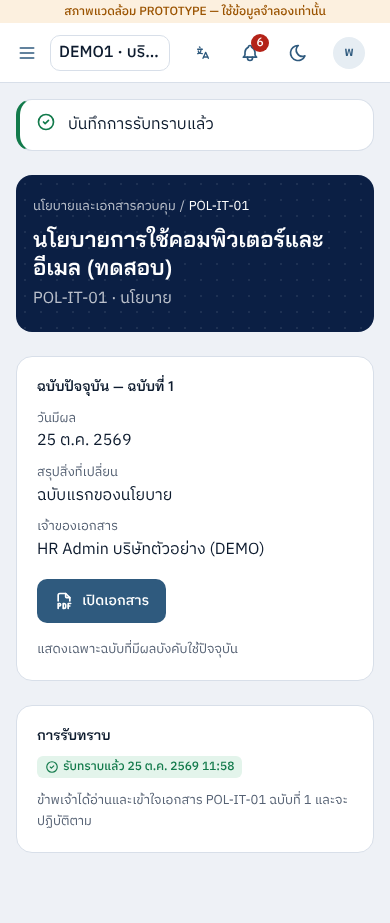 สภาพแวดล้อม PROTOTYPE — ใช้ข้อมูลจำลองเท่านั้น
DEMO1 · บริ...
6
พ
บันทึกการรับทราบแล้ว
นโยบายและเอกสารควบคุม / POL-IT-01
นโยบายการใช้คอมพิวเตอร์และ
อีเมล (ทดสอบ)
POL-IT-01 · นโยบาย
ฉบับปัจจุบัน — ฉบับที่ 1
วันมีผล
25 ต.ค. 2569
สรุปสิ่งที่เปลี่ยน
ฉบับแรกของนโยบาย
เจ้าของเอกสาร
HR Admin บริษัทตัวอย่าง (DEMO)
PDF เปิดเอกสาร
แสดงเฉพาะฉบับที่มีผลบังคับใช้ปัจจุบัน
การรับทราบ
รับทราบแล้ว 25 ต.ค. 2569 11:58
ข้าพเจ้าได้อ่านและเข้าใจเอกสาร POL-IT-01 ฉบับที่ 1 และจะ
ปฏิบัติตาม